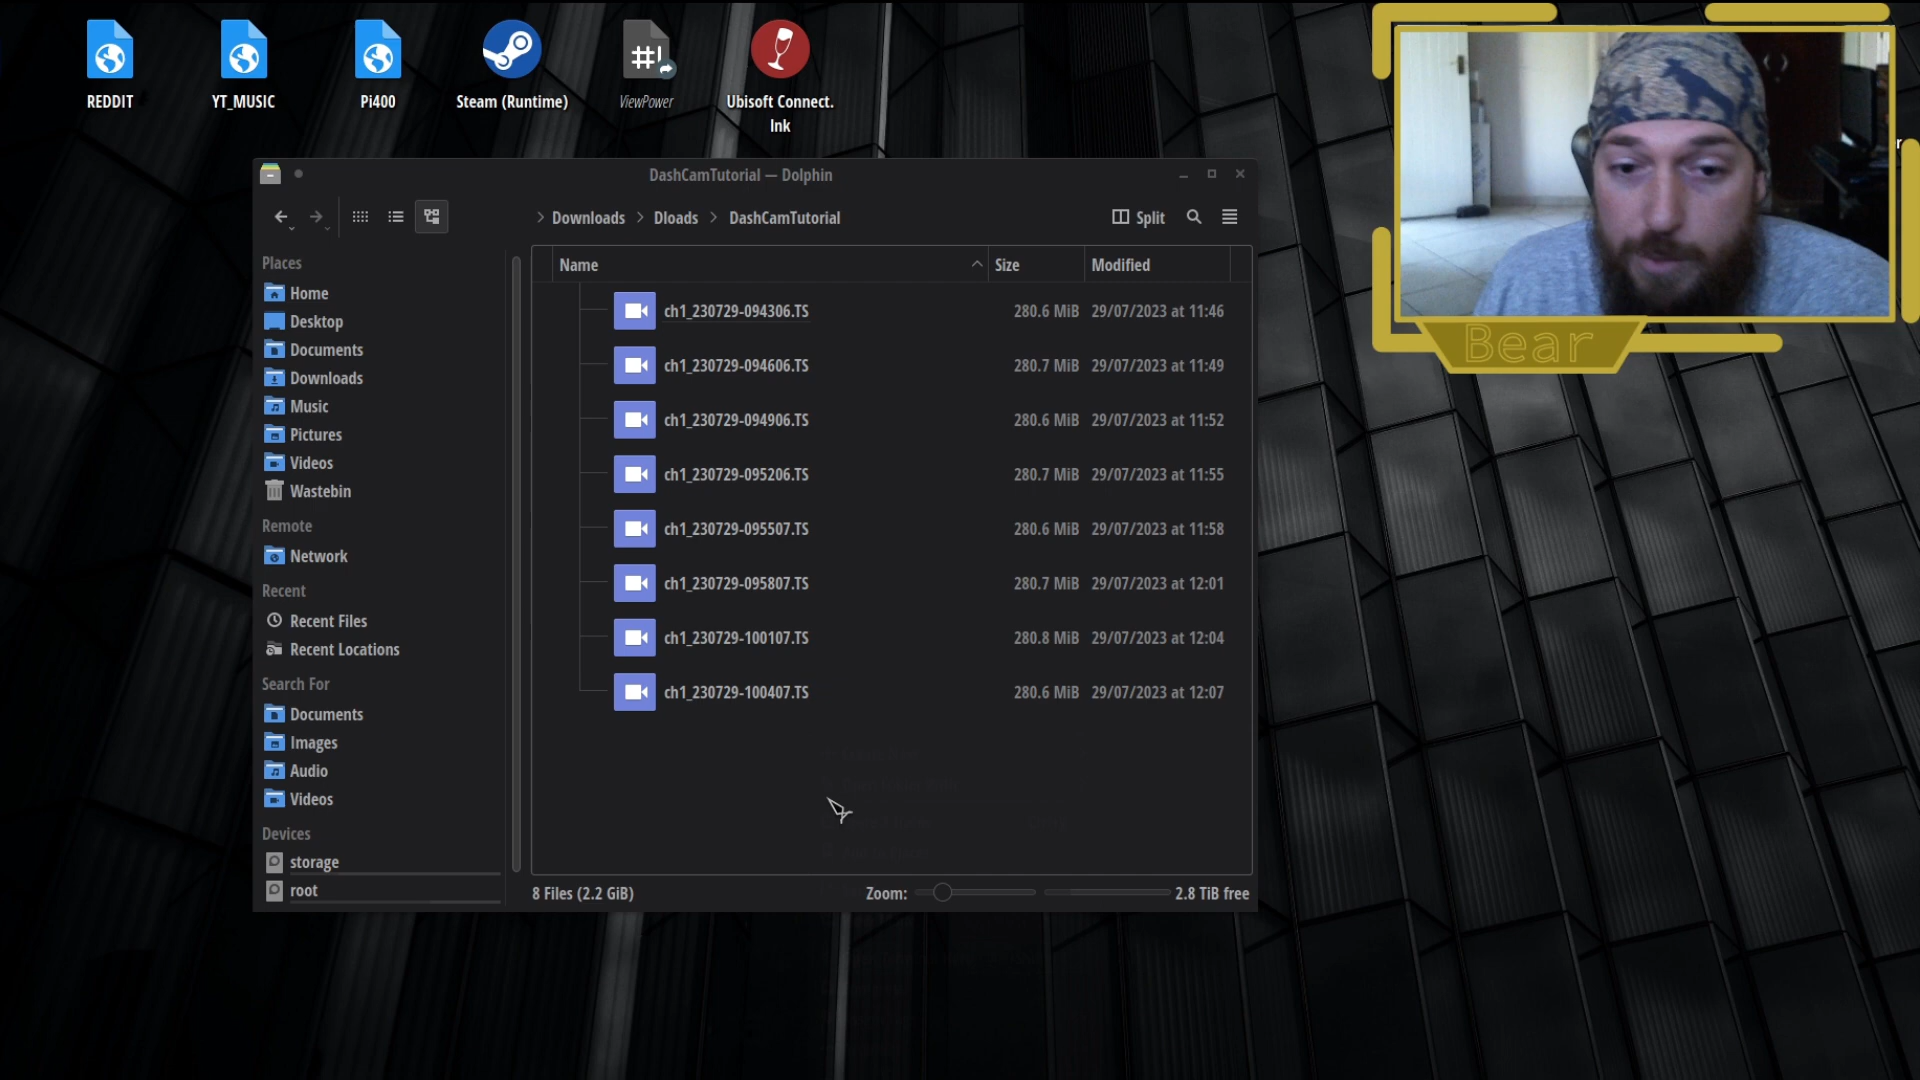 REDDIT
YT_MUSIC
Pi400
Steam (Runtime)
ViewPower
Ubisoft Connect.
lnk
DashCamTutorial — Dolphin
Downloads
Dloads
DashCamTutorial
Split
Places
Home
Desktop
Documents
Downloads
Music
Pictures
Videos
Wastebin
Remote
Network
Recent
Recent Files
Recent Locations
Search For
Documents
Images
Audio
Videos
Devices
storage
root
Name Size Modified
ch1_230729-094306.TS 280.6 MiB 29/07/2023 at 11:46
ch1_230729-094606.TS 280.7 MiB 29/07/2023 at 11:49
ch1_230729-094906.TS 280.6 MiB 29/07/2023 at 11:52
ch1_230729-095206.TS 280.7 MiB 29/07/2023 at 11:55
ch1_230729-095507.TS 280.6 MiB 29/07/2023 at 11:58
ch1_230729-095807.TS 280.7 MiB 29/07/2023 at 12:01
ch1_230729-100107.TS 280.8 MiB 29/07/2023 at 12:04
ch1_230729-100407.TS 280.6 MiB 29/07/2023 at 12:07
8 Files (2.2 GiB)
Zoom:
2.8 TiB free
Bear